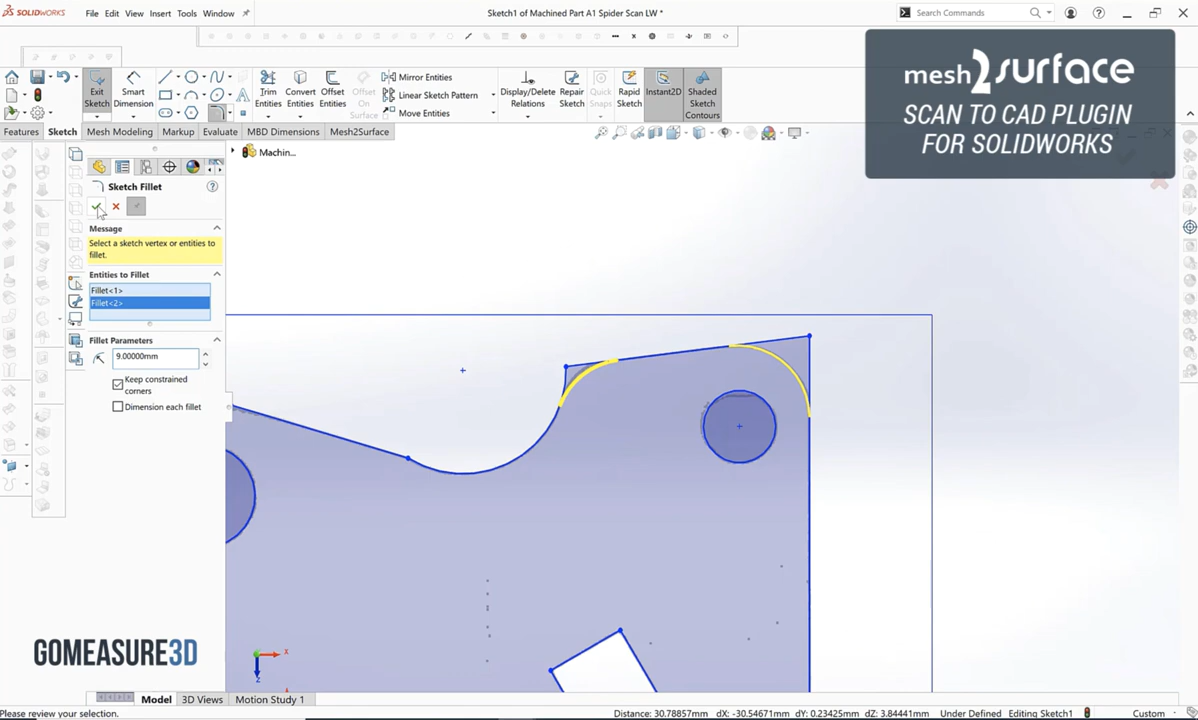 SOLIDWORKS
File Edit View Insert Tools Window
Sketch1 of Machined Part A1 Spider Scan LW *
Search Commands
Exit Sketch
Smart Dimension
Trim Entities
Convert Entities
Offset Entities
Offset On Surface
Mirror Entities
Linear Sketch Pattern
Move Entities
Display/Delete Relations
Repair Sketch
Quick Snaps
Rapid Sketch
Instant2D
Shaded Sketch Contours
Features Sketch Mesh Modeling Markup Evaluate MBD Dimensions Mesh2Surface
mesh2surface
SCAN TO CAD PLUGIN
FOR SOLIDWORKS
Machin...
Sketch Fillet
Message
Select a sketch vertex or entities to
fillet.
Entities to Fillet
Fillet<1>
Fillet<2>
Fillet Parameters
9.00000mm
Keep constrained
corners
Dimension each fillet
GOMEASURE3D
X
Z
Model 3D Views Motion Study 1
Please review your selection.
Distance: 30.78857mm dX: -30.54671mm dY: 0.23425mm dZ: 3.84441mm Under Defined Editing Sketch1 Custom